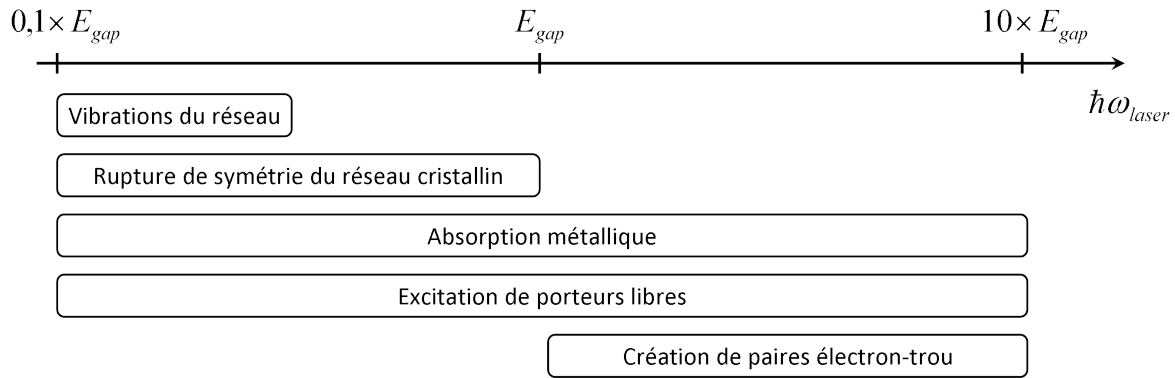 0,1 × E_gap
E_gap
10 × E_gap
ħω_laser
Vibrations du réseau
Rupture de symétrie du réseau cristallin
Absorption métallique
Excitation de porteurs libres
Création de paires électron-trou